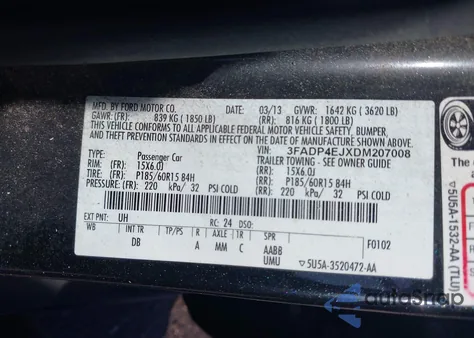 MFD. BY FORD MOTOR CO.
DATE: 03/13 GVWR: 1642 KG ( 3620 LB)
GAWR: (FR): 839 KG ( 1850 LB) (RR): 816 KG ( 1800 LB)
THIS VEHICLE CONFORMS TO ALL APPLICABLE FEDERAL MOTOR VEHICLE SAFETY, BUMPER,
AND THEFT PREVENTION STANDARDS IN EFFECT ON THE DATE OF MANUFACTURE SHOWN ABOVE.
VIN: 3FADP4EJXDM207008
TYPE: Passenger Car TRAILER TOWING - SEE OWNER GUIDE
RIM: (FR): 15X6.0J (RR): 15X6.0J
TIRE: (FR): P185/60R15 84H (RR): P185/60R15 84H
PRESSURE: (FR): 220 kPa/ 32 PSI COLD (RR): 220 kPa/ 32 PSI COLD
EXT PNT: UH RC: 24 DSO:
WB INT TR TP/PS R AXLE TR SPR
DB A MM C AABB F0102
UMU ▽5U5A-3520472-AA
▽5U5A-1532-AA (TLU)
AutoSnap